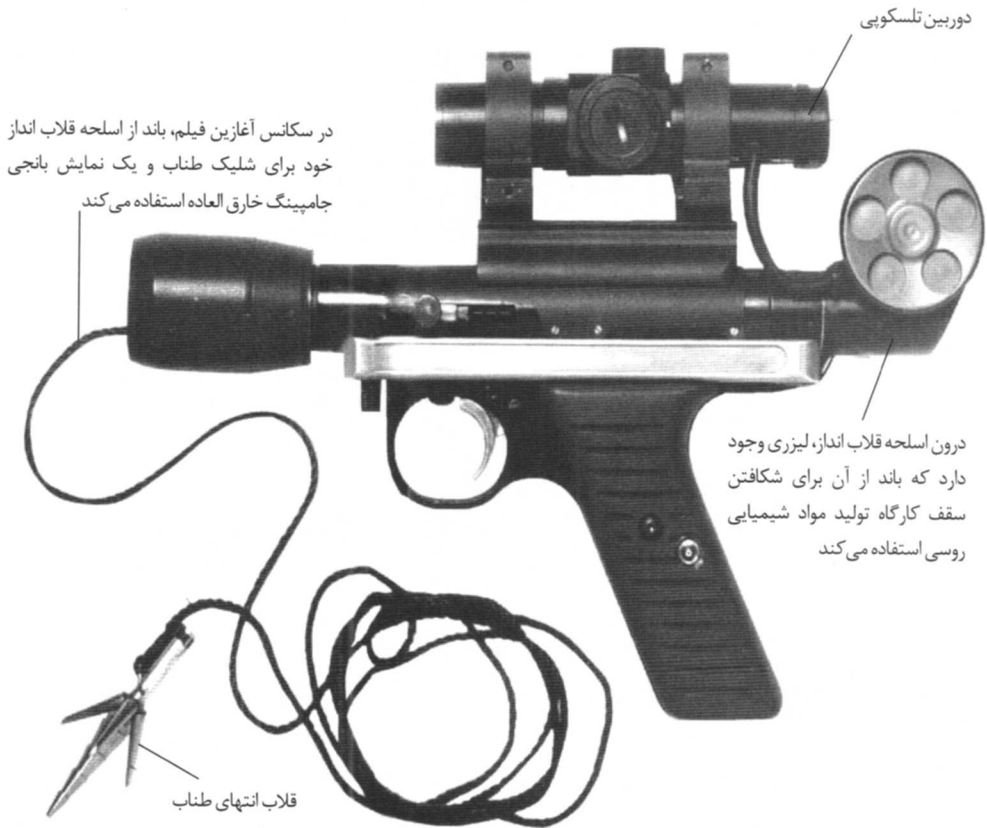 دوربین تلسکوپی
در سکانس آغازین فیلم، باند از اسلحه قلاب انداز
خود برای شلیک طناب و یک نمایش بانجی
جامپینگ خارق العاده استفاده می‌کند
درون اسلحه قلاب انداز، لیزری وجود
دارد که باند از آن برای شکافتن
سقف کارگاه تولید مواد شیمیایی
روسی استفاده می‌کند
قلاب انتهای طناب